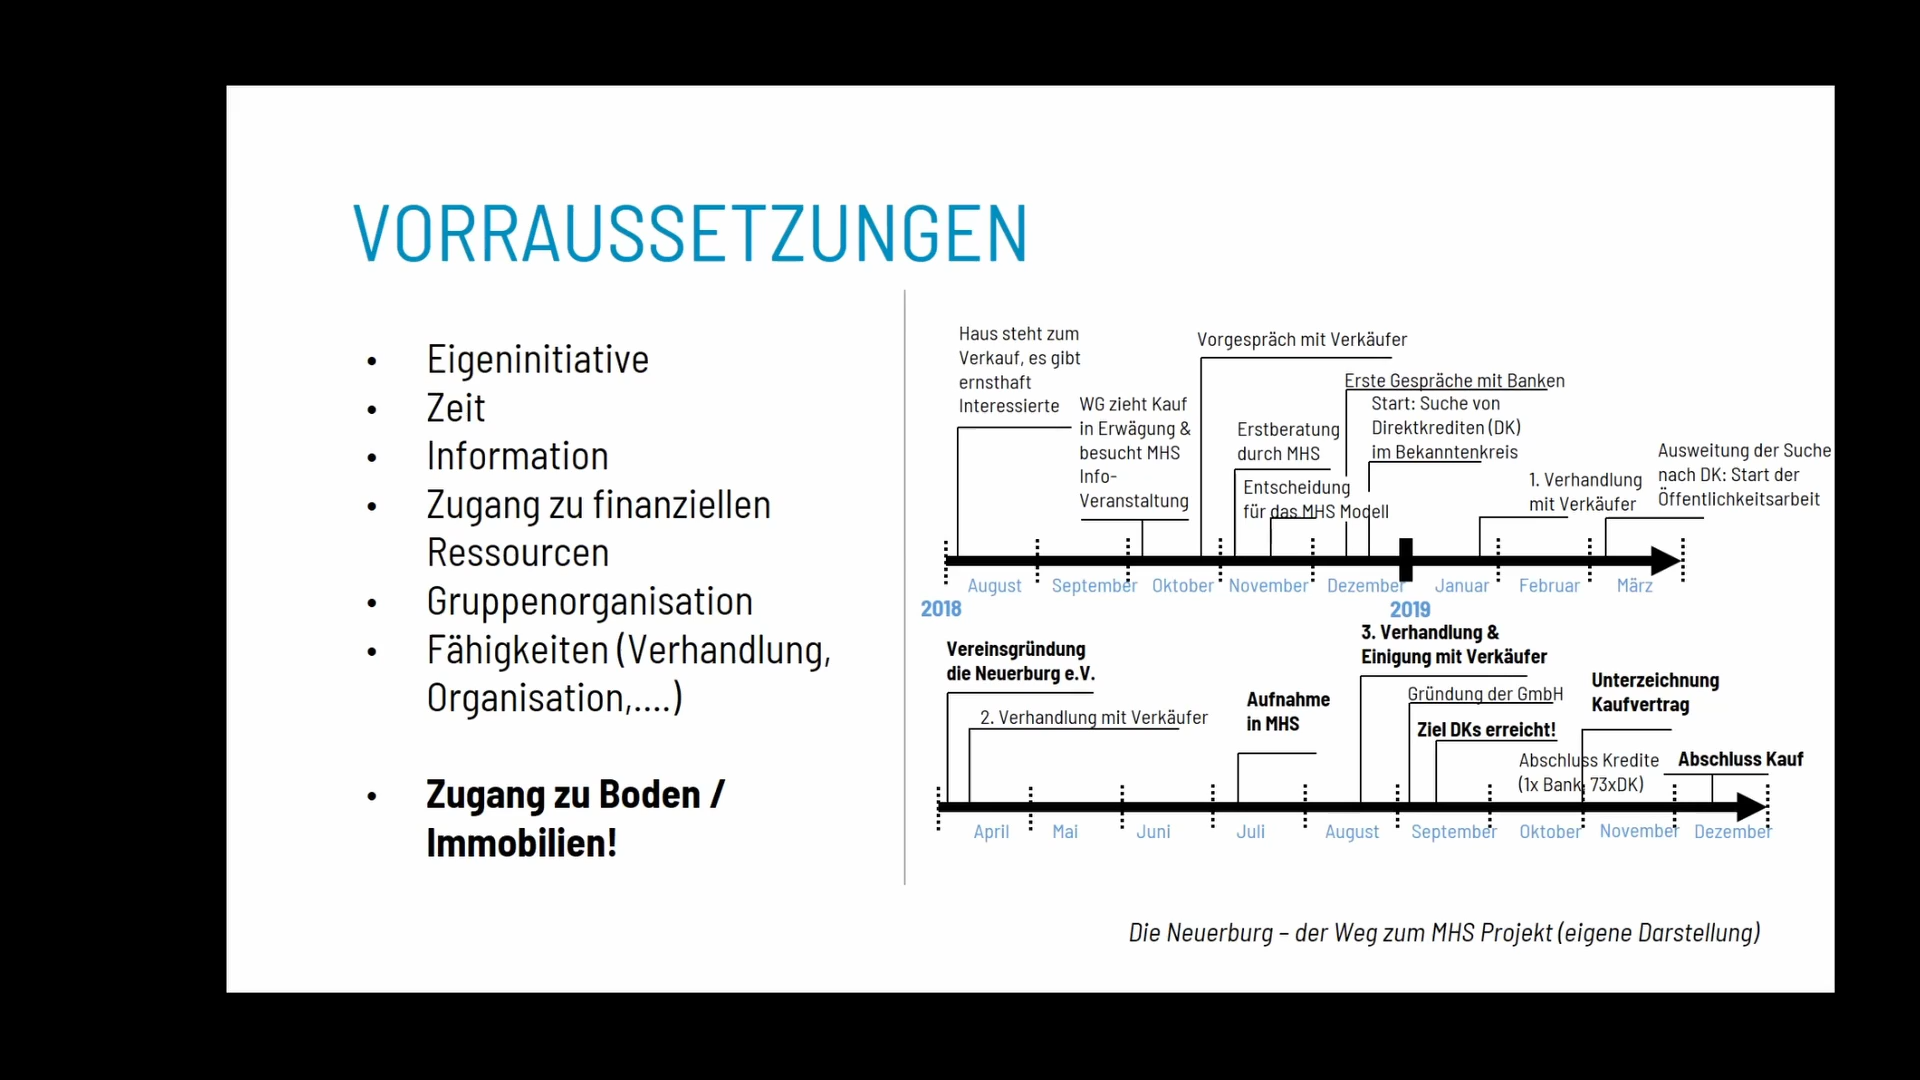 VORRAUSSETZUNGEN
• Eigeninitiative
• Zeit
• Information
• Zugang zu finanziellen
Ressourcen
• Gruppenorganisation
• Fähigkeiten (Verhandlung,
Organisation,....)
• Zugang zu Boden /
Immobilien!
Haus steht zum
Verkauf, es gibt
ernsthaft
Interessierte
WG zieht Kauf
in Erwägung &
besucht MHS
Info-
Veranstaltung
Vorgespräch mit Verkäufer
Erstberatung
durch MHS
Entscheidung
für das MHS Modell
Erste Gespräche mit Banken
Start: Suche von
Direktkrediten (DK)
im Bekanntenkreis
1. Verhandlung
mit Verkäufer
Ausweitung der Suche
nach DK: Start der
Öffentlichkeitsarbeit
August September Oktober November Dezember Januar Februar März
2018 2019
Vereinsgründung
die Neuerburg e.V.
2. Verhandlung mit Verkäufer
Aufnahme
in MHS
3. Verhandlung &
Einigung mit Verkäufer
Gründung der GmbH
Ziel DKs erreicht!
Abschluss Kredite
(1x Bank, 73xDK)
Unterzeichnung
Kaufvertrag
Abschluss Kauf
April Mai Juni Juli August September Oktober November Dezember
Die Neuerburg – der Weg zum MHS Projekt (eigene Darstellung)